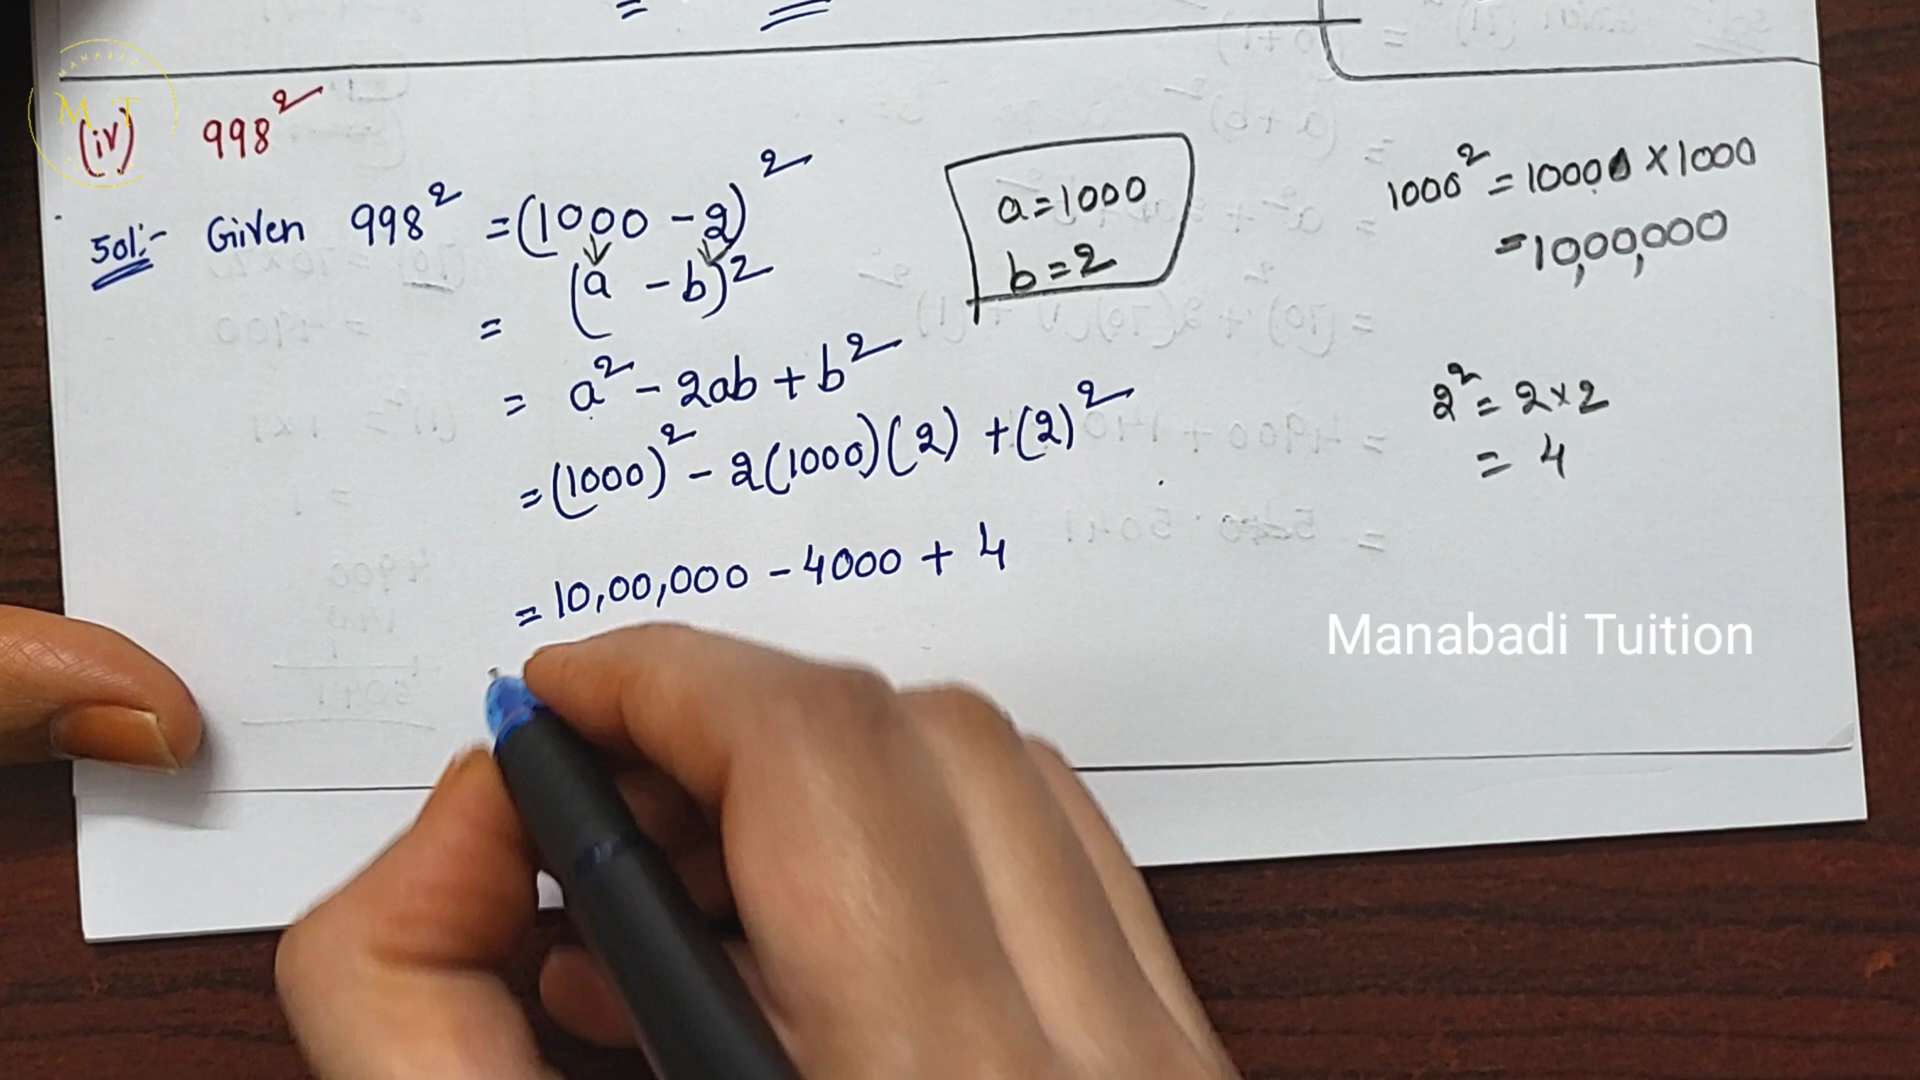 (iv) 998²
Sol:- Given 998² = (1000 - 2)²
= (a - b)²
= a² - 2ab + b²
= (1000)² - 2(1000)(2) + (2)²
= 10,00,000 - 4000 + 4
a = 1000
b = 2
1000² = 1000 × 1000
= 10,00,000
2² = 2 × 2
= 4
Manabadi Tuition
M T